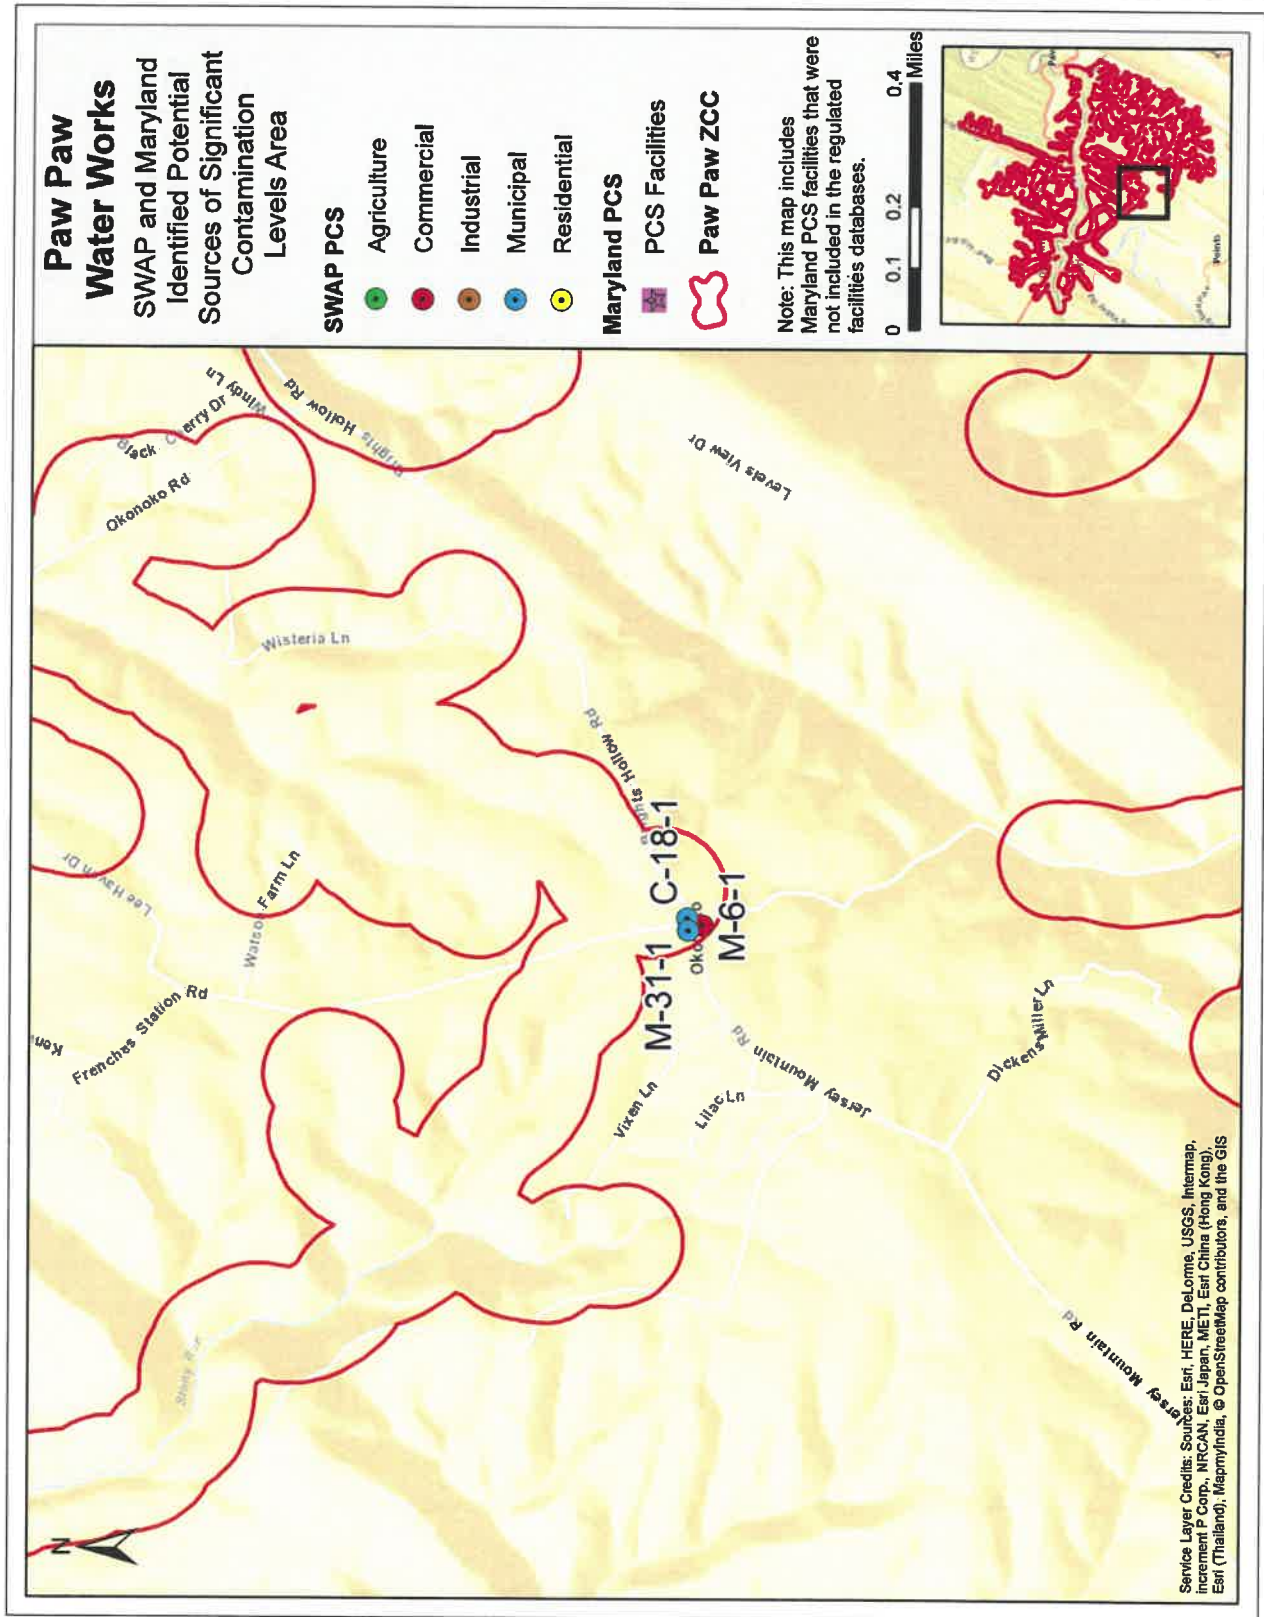 Paw Paw
Water Works
SWAP and Maryland
Identified Potential
Sources of Significant
Contamination
Levels Area
SWAP PCS
Agriculture
Commercial
Industrial
Municipal
Residential
Maryland PCS
PCS Facilities
Paw Paw ZCC
Note: This map includes
Maryland PCS facilities that were
not included in the regulated
facilities databases.
0 0.1 0.2 0.4
Miles
Points
N
Stony Run
Frenches Station Rd
Lee Haven Dr
Watson Farm Ln
Okonoko Rd
Black Cherry Dr
Windy Ln
Brights Hollow Rd
Wisteria Ln
Levels View Dr
Brights Hollow Rd
M-31-1
C-18-1
M-6-1
Vixen Ln
Lilac Ln
Jersey Mountain Rd
Dickens Miller Ln
Jersey Mountain Rd
Service Layer Credits: Sources: Esri, HERE, DeLorme, USGS, Intermap,
increment P Corp., NRCAN, Esri Japan, METI, Esri China (Hong Kong),
Esri (Thailand), MapmyIndia, © OpenStreetMap contributors, and the GIS